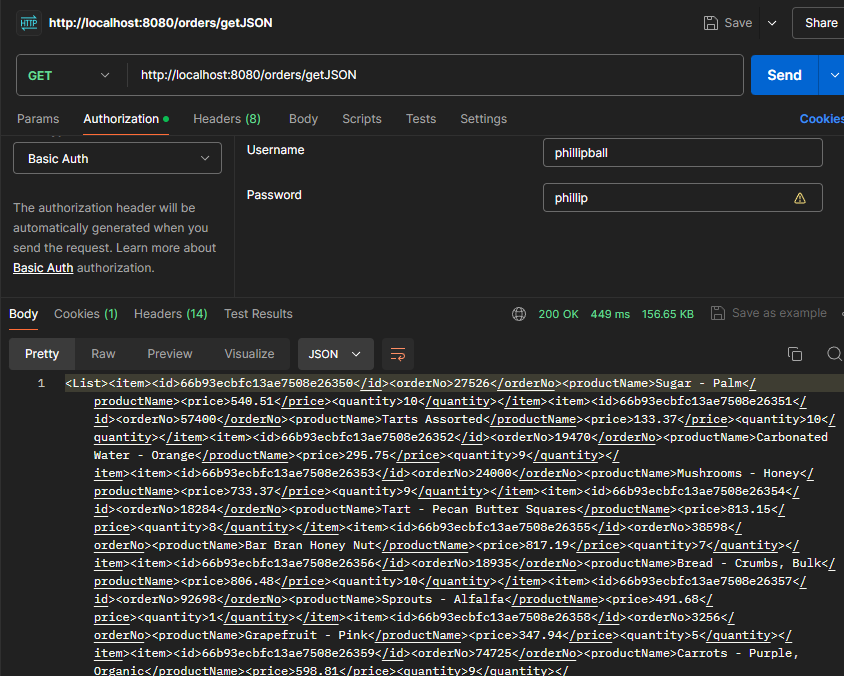 HTTP http://localhost:8080/orders/getJSON Save Share
GET http://localhost:8080/orders/getJSON Send
Params Authorization Headers (8) Body Scripts Tests Settings Cookies
Basic Auth
Username phillipball
The authorization header will be
automatically generated when you
send the request. Learn more about
Basic Auth authorization.
Password phillip
Body Cookies (1) Headers (14) Test Results 200 OK 449 ms 156.65 KB Save as example
Pretty Raw Preview Visualize JSON
1 <List><item><id>66b93ecbfc13ae7508e26350</id><orderNo>27526</orderNo><productName>Sugar - Palm</
productName><price>540.51</price><quantity>10</quantity></item><item><id>66b93ecbfc13ae7508e26351</
id><orderNo>57400</orderNo><productName>Tarts Assorted</productName><price>133.37</price><quantity>10</
quantity></item><item><id>66b93ecbfc13ae7508e26352</id><orderNo>19470</orderNo><productName>Carbonated
Water - Orange</productName><price>295.75</price><quantity>9</quantity></
item><item><id>66b93ecbfc13ae7508e26353</id><orderNo>24000</orderNo><productName>Mushrooms - Honey</
productName><price>733.37</price><quantity>9</quantity></item><item><id>66b93ecbfc13ae7508e26354</
id><orderNo>18284</orderNo><productName>Tart - Pecan Butter Squares</productName><price>813.15</
price><quantity>8</quantity></item><item><id>66b93ecbfc13ae7508e26355</id><orderNo>38598</
orderNo><productName>Bar Bran Honey Nut</productName><price>817.19</price><quantity>7</quantity></
item><item><id>66b93ecbfc13ae7508e26356</id><orderNo>18935</orderNo><productName>Bread - Crumbs, Bulk</
productName><price>806.48</price><quantity>10</quantity></item><item><id>66b93ecbfc13ae7508e26357</
id><orderNo>92698</orderNo><productName>Sprouts - Alfalfa</productName><price>491.68</
price><quantity>1</quantity></item><item><id>66b93ecbfc13ae7508e26358</id><orderNo>3256</
orderNo><productName>Grapefruit - Pink</productName><price>347.94</price><quantity>5</quantity></
item><item><id>66b93ecbfc13ae7508e26359</id><orderNo>74725</orderNo><productName>Carrots - Purple,
Organic</productName><price>598.81</price><quantity>9</quantity></